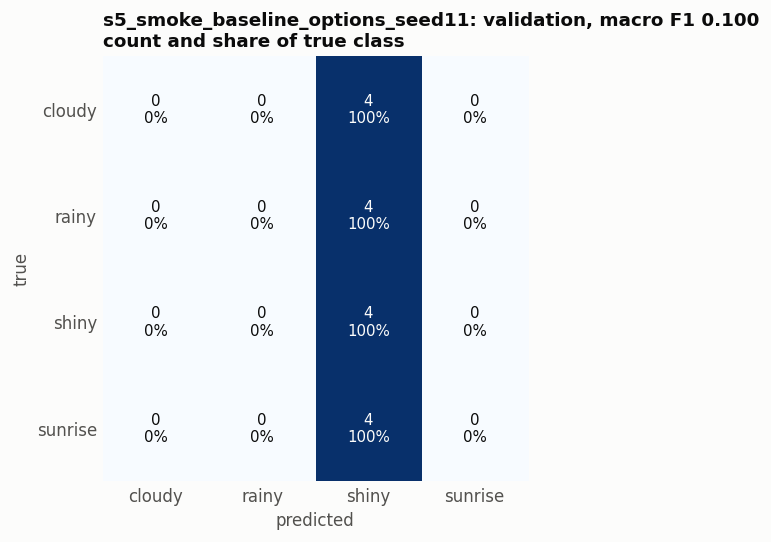 s5_smoke_baseline_options_seed11: validation, macro F1 0.100
count and share of true class
cloudy
0 0 4 0
0% 0% 100% 0%
rainy
0 0 4 0
0% 0% 100% 0%
shiny
0 0 4 0
0% 0% 100% 0%
sunrise
0 0 4 0
0% 0% 100% 0%
true
cloudy rainy shiny sunrise
predicted